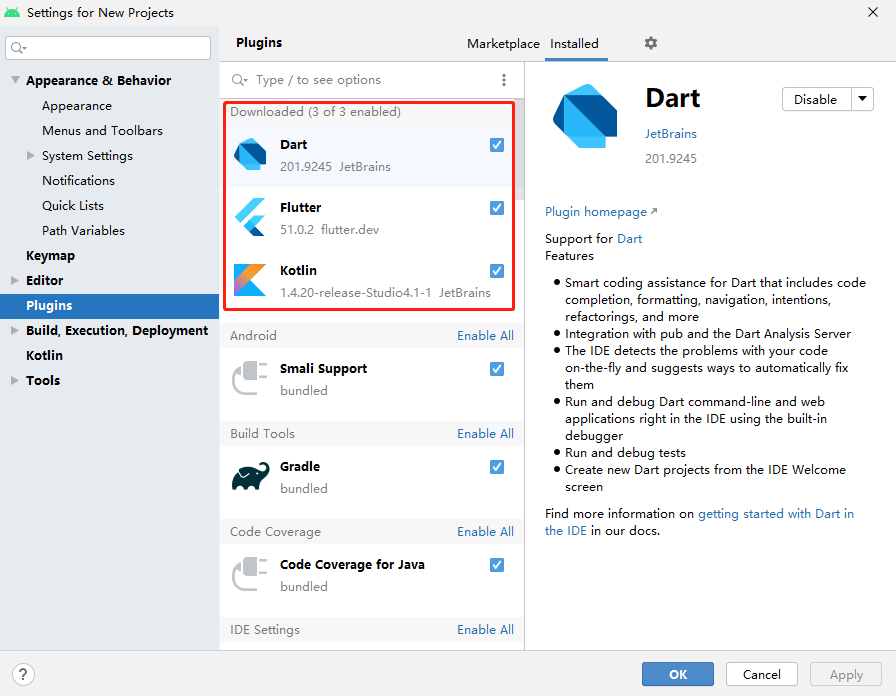 Settings for New Projects
Appearance & Behavior
Appearance
Menus and Toolbars
System Settings
Notifications
Quick Lists
Path Variables
Keymap
Editor
Plugins
Build, Execution, Deployment
Kotlin
Tools
Plugins
Marketplace
Installed
Type / to see options
Downloaded (3 of 3 enabled)
Dart
201.9245 JetBrains
Flutter
51.0.2 flutter.dev
Kotlin
1.4.20-release-Studio4.1-1 JetBrains
Android Enable All
Smali Support
bundled
Build Tools Enable All
Gradle
bundled
Code Coverage Enable All
Code Coverage for Java
bundled
IDE Settings Enable All
Dart
Disable
JetBrains
201.9245
Plugin homepage ↗
Support for Dart
Features
• Smart coding assistance for Dart that includes code
completion, formatting, navigation, intentions,
refactorings, and more
• Integration with pub and the Dart Analysis Server
• The IDE detects the problems with your code
on-the-fly and suggests ways to automatically fix
them
• Run and debug Dart command-line and web
applications right in the IDE using the built-in
debugger
• Run and debug tests
• Create new Dart projects from the IDE Welcome
screen
Find more information on getting started with Dart in
the IDE in our docs.
?
OK
Cancel
Apply